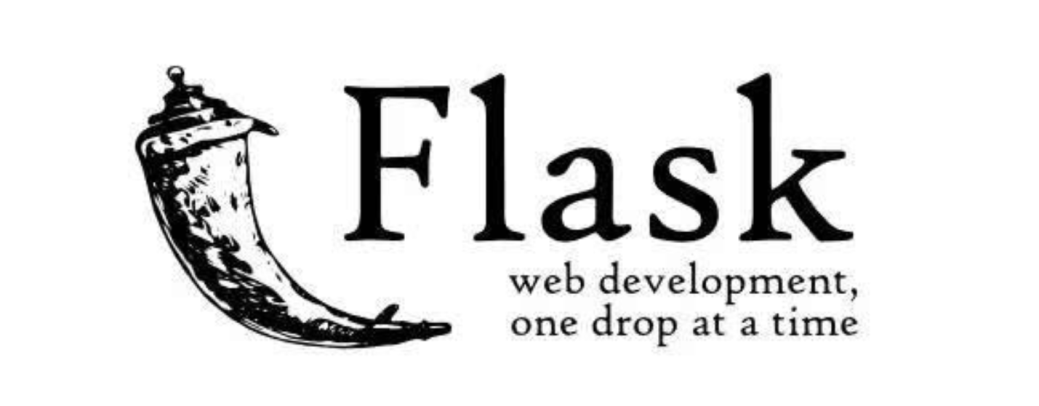 Flask
web development,
one drop at a time